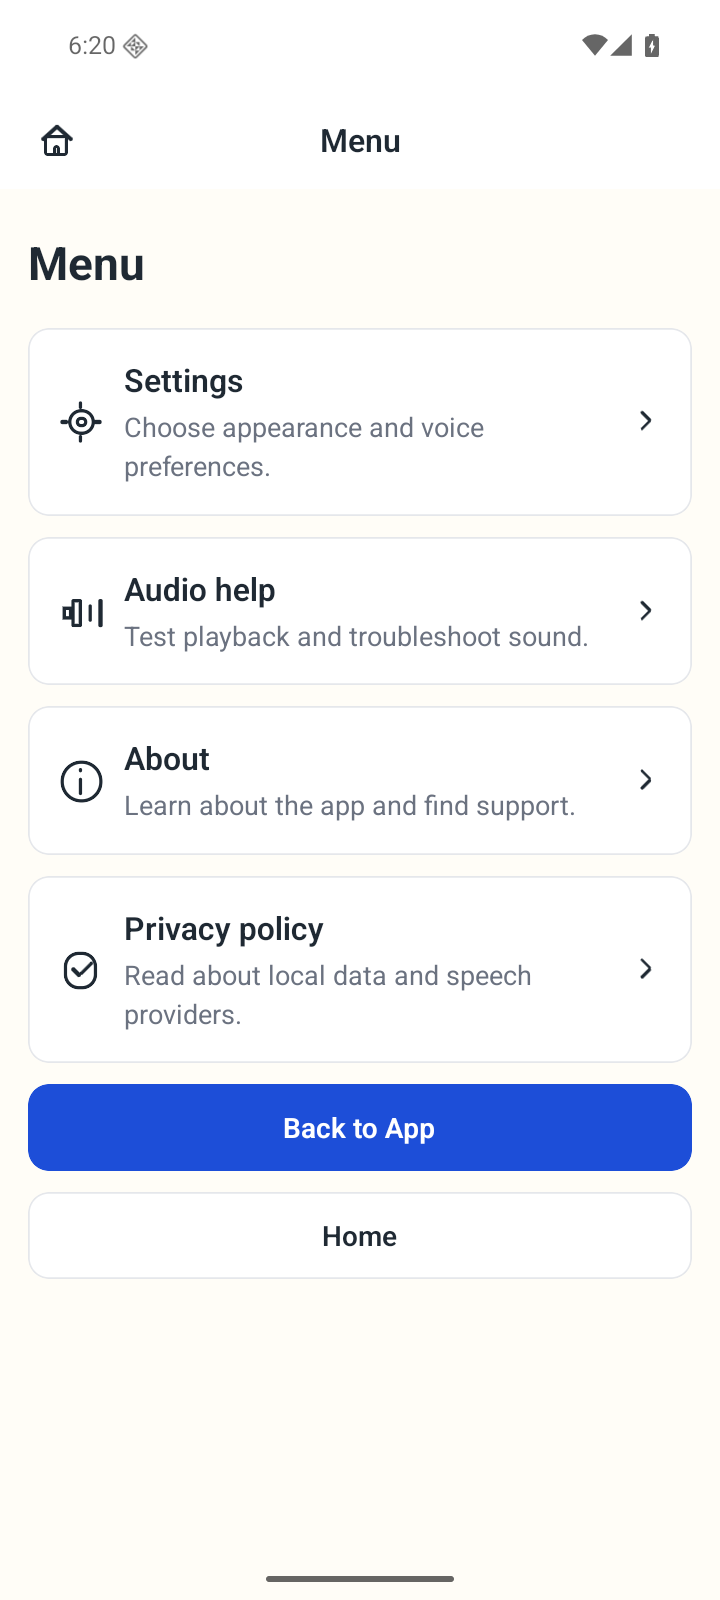 6:20
Menu
Menu
Settings
Choose appearance and voice
preferences.
Audio help
Test playback and troubleshoot sound.
About
Learn about the app and find support.
Privacy policy
Read about local data and speech
providers.
Back to App
Home